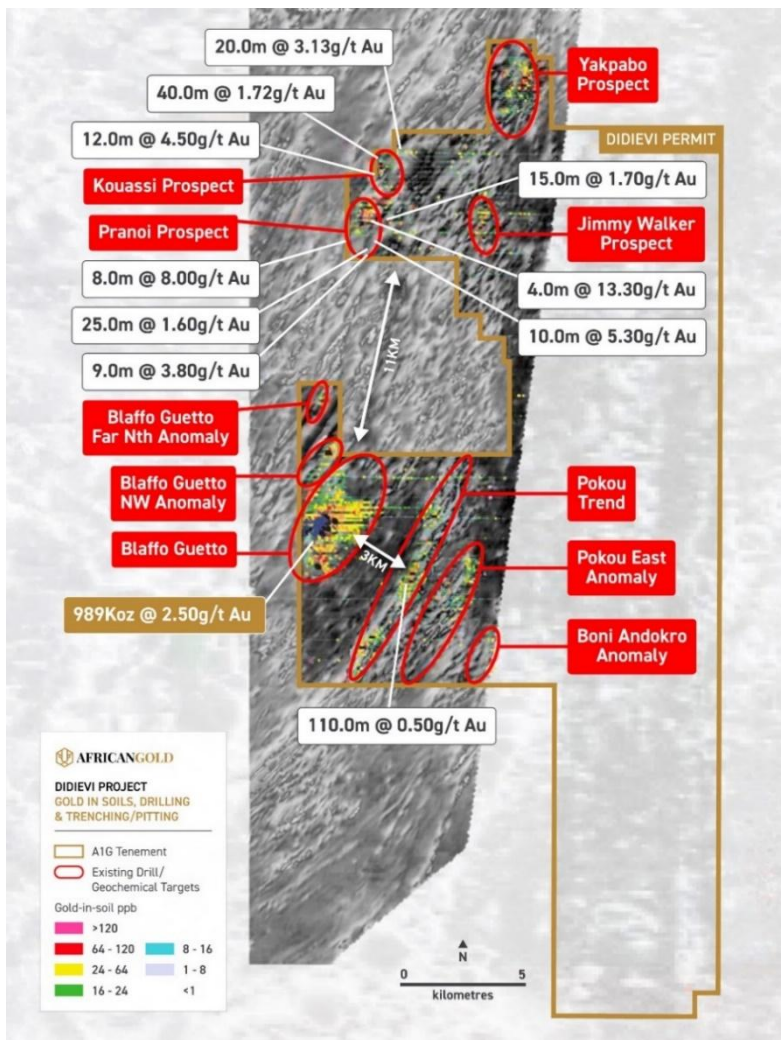 20.0m @ 3.13g/t Au
40.0m @ 1.72g/t Au
12.0m @ 4.50g/t Au
Kouassi Prospect
Pranoi Prospect
8.0m @ 8.00g/t Au
25.0m @ 1.60g/t Au
9.0m @ 3.80g/t Au
Yakpabo
Prospect
DIDIEVI PERMIT
15.0m @ 1.70g/t Au
Jimmy Walker
Prospect
4.0m @ 13.30g/t Au
10.0m @ 5.30g/t Au
11KM
Blaffo Guetto
Far Nth Anomaly
Blaffo Guetto
NW Anomaly
Blaffo Guetto
989Koz @ 2.50g/t Au
3KM
Pokou
Trend
Pokou East
Anomaly
Boni Andokro
Anomaly
110.0m @ 0.50g/t Au
AFRICANGOLD
DIDIEVI PROJECT
GOLD IN SOILS, DRILLING
& TRENCHING/PITTING
A1G Tenement
Existing Drill/
Geochemical Targets
Gold-in-soil ppb
>120
64 - 120
24 - 64
16 - 24
8 - 16
1 - 8
<1
N
0 5
kilometres